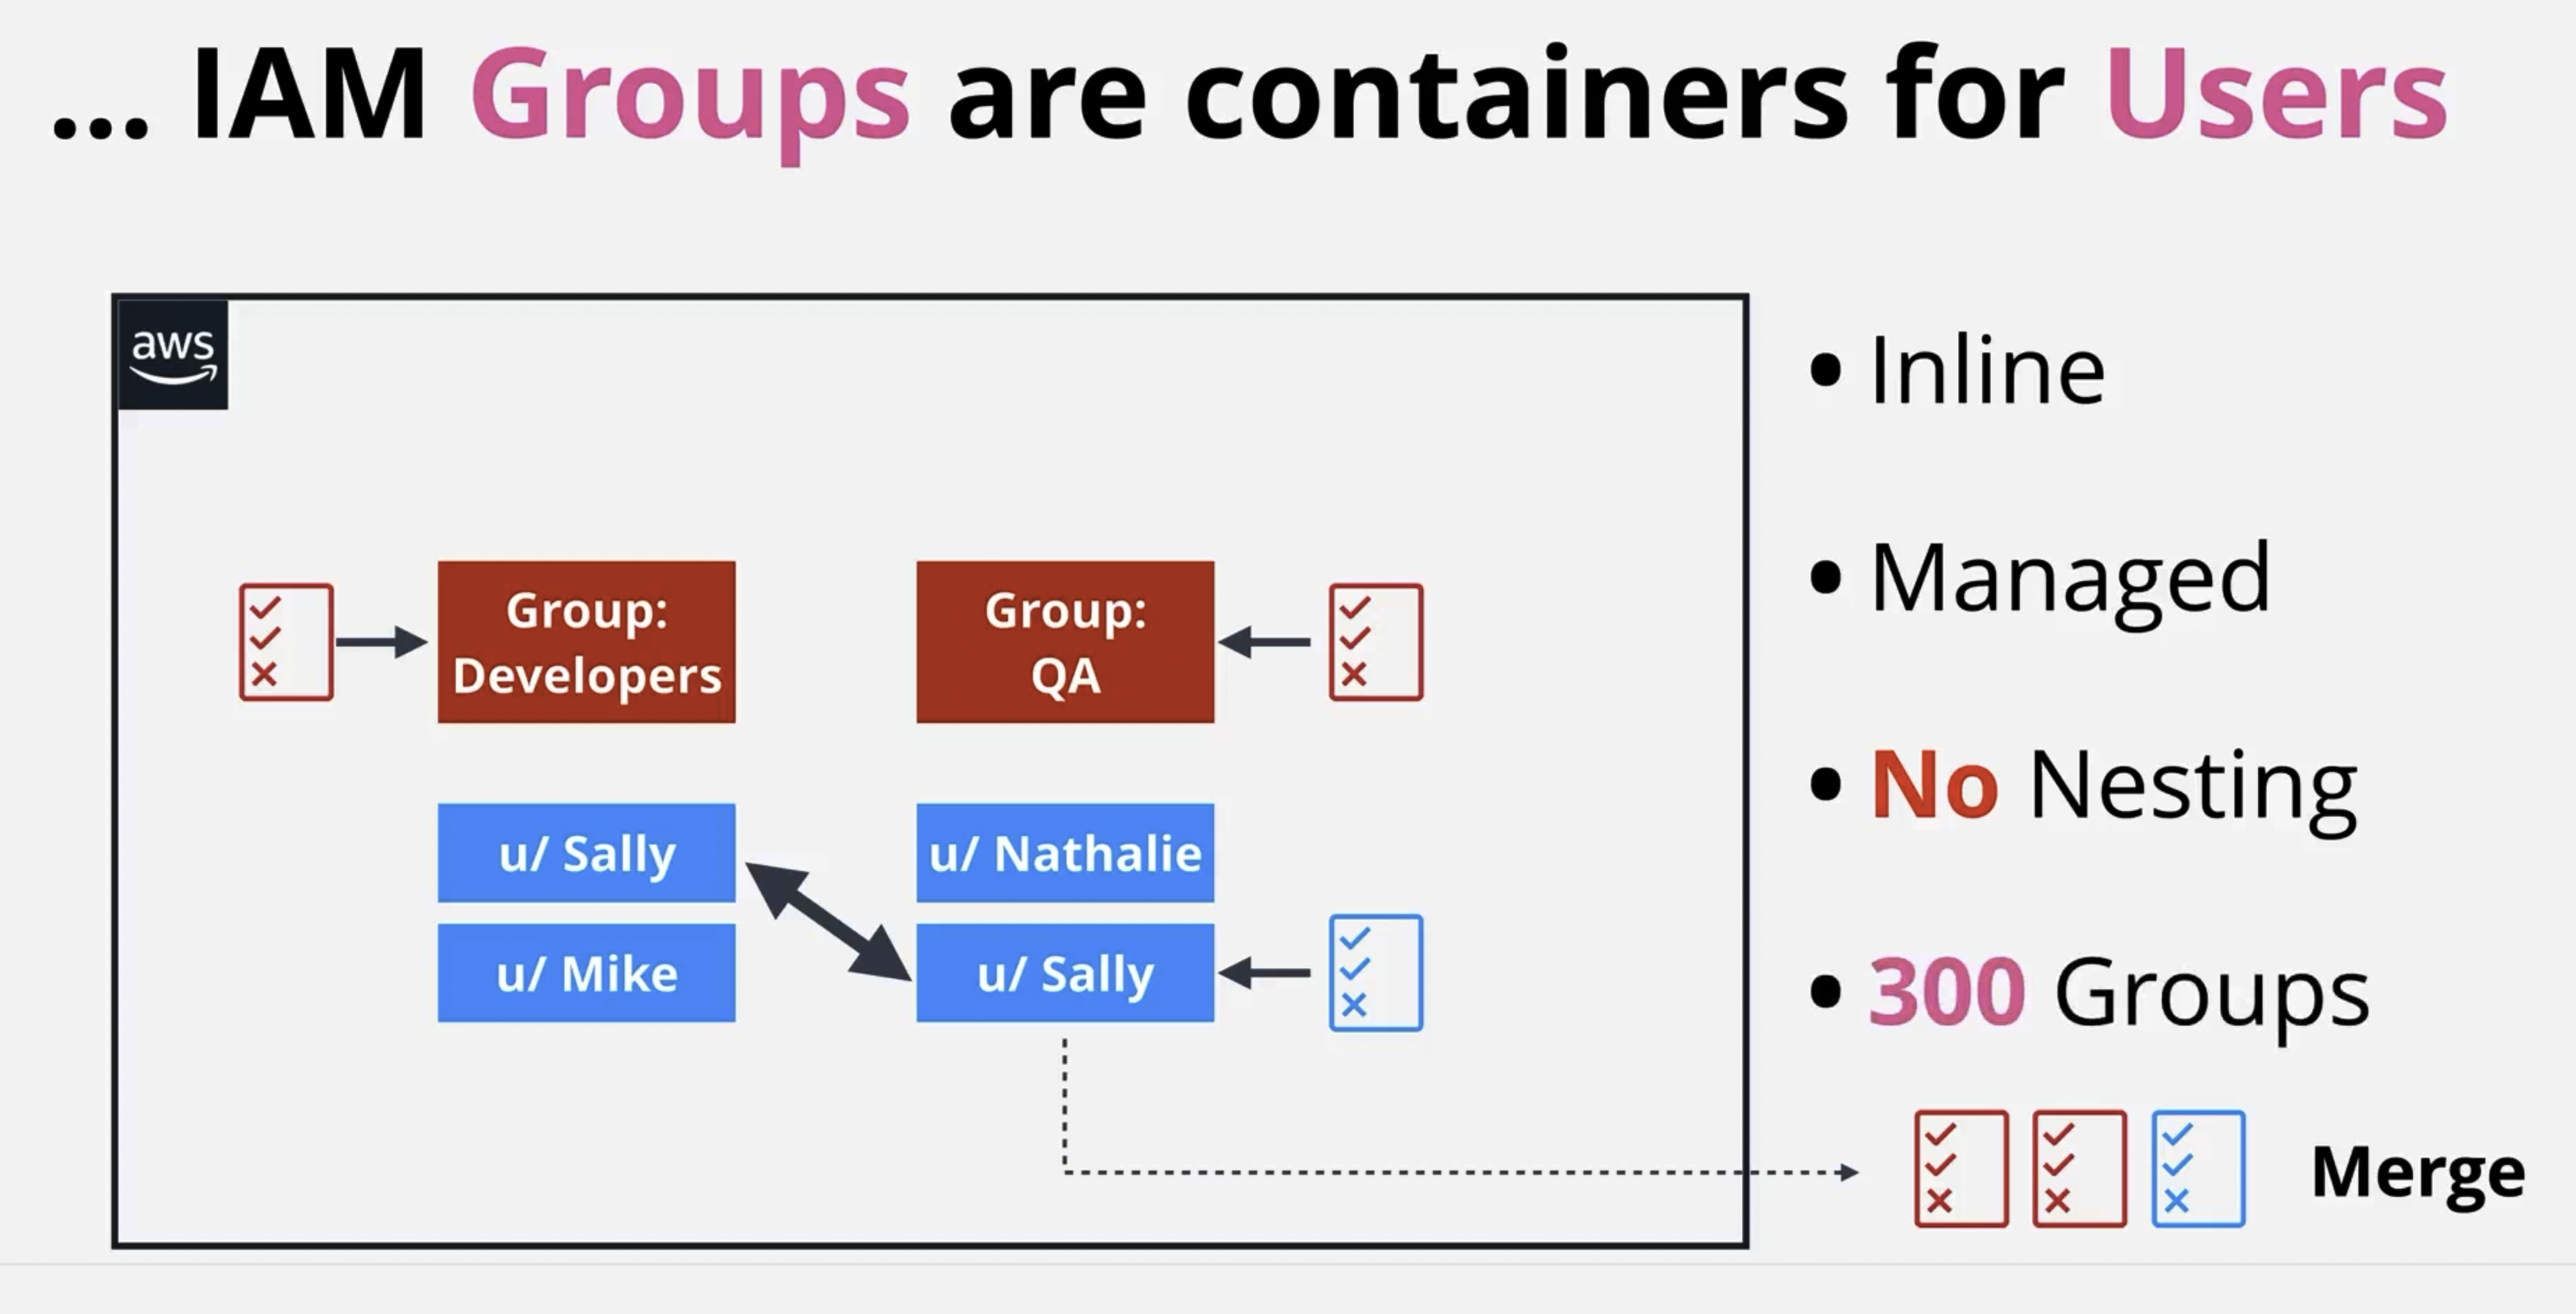 ... IAM Groups are containers for Users
aws
Group:
Developers
Group:
QA
u/ Sally
u/ Nathalie
u/ Mike
u/ Sally
• Inline
• Managed
• No Nesting
• 300 Groups
Merge